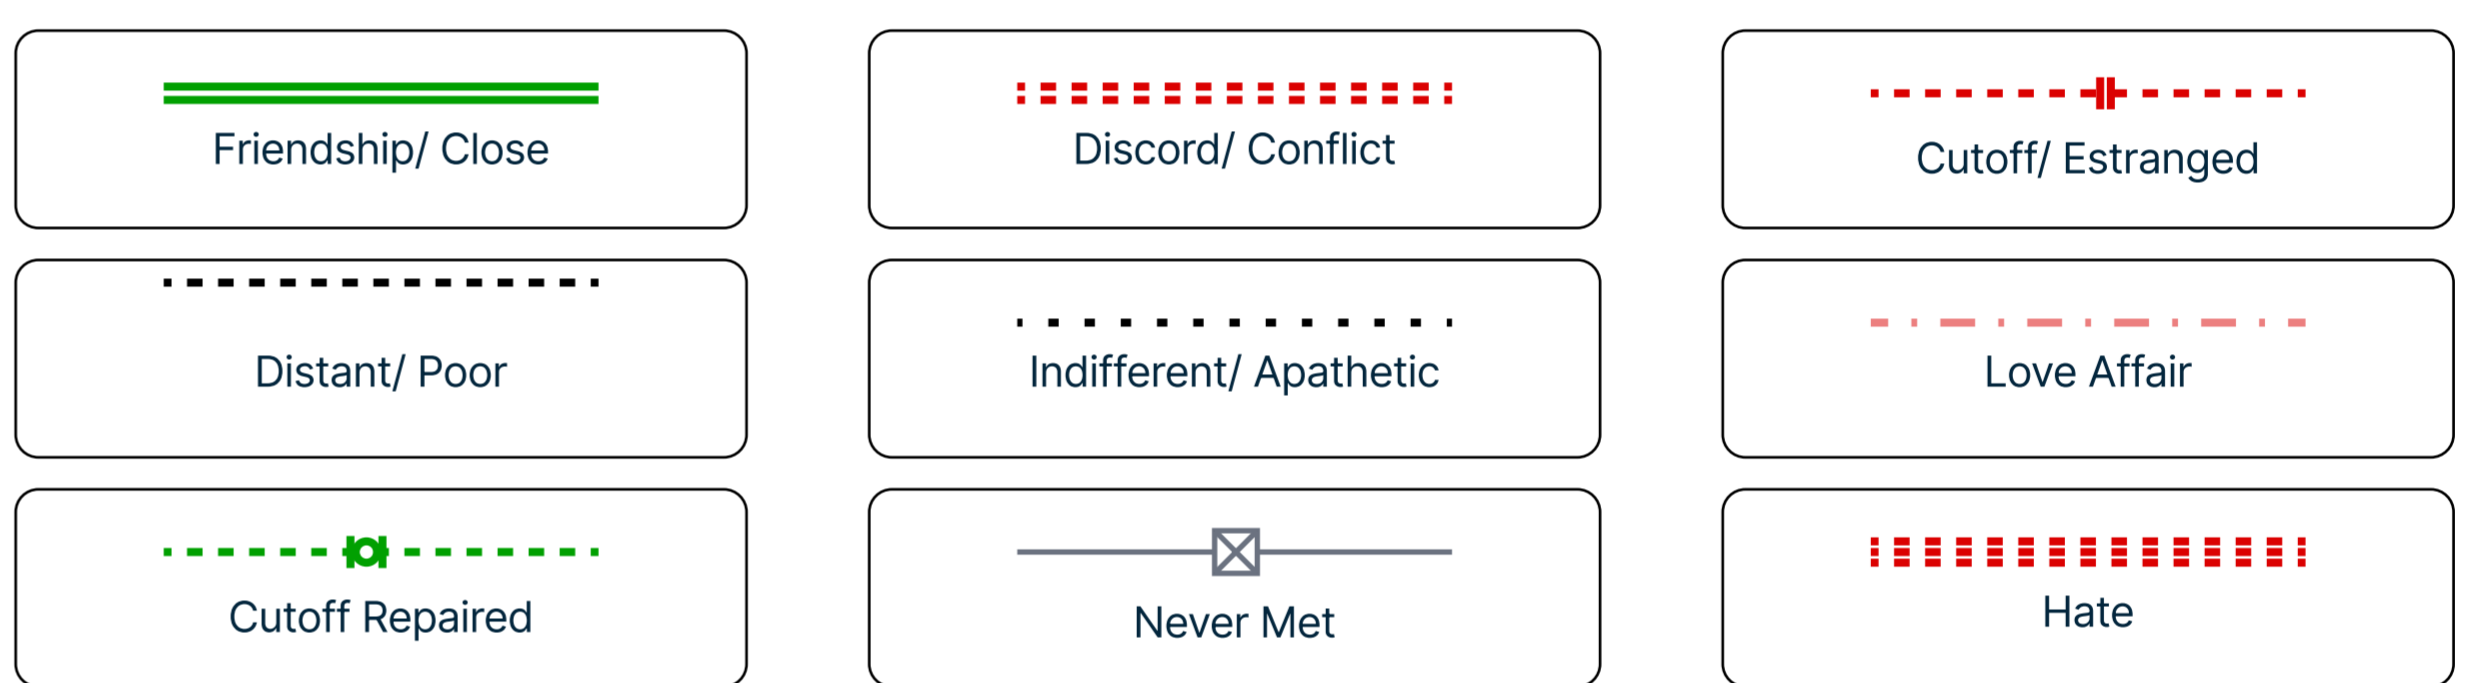 Friendship/ Close
Discord/ Conflict
Cutoff/ Estranged
Distant/ Poor
Indifferent/ Apathetic
Love Affair
Cutoff Repaired
Never Met
Hate